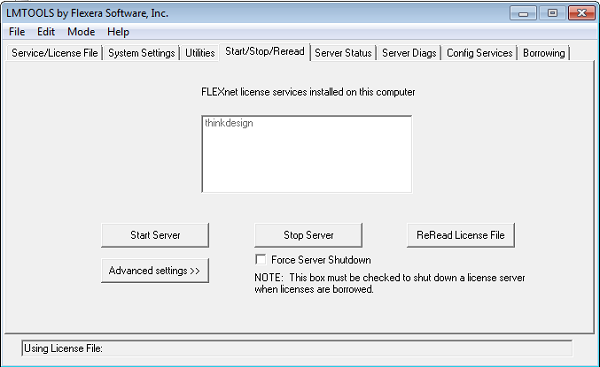 LMTOOLS by Flexera Software, Inc.
File Edit Mode Help
Service/License File System Settings Utilities Start/Stop/Reread Server Status Server Diags Config Services Borrowing
FLEXnet license services installed on this computer
thinkdesign
Start Server Stop Server ReRead License File
Force Server Shutdown
Advanced settings >>
NOTE: This box must be checked to shut down a license server
when licenses are borrowed.
Using License File: